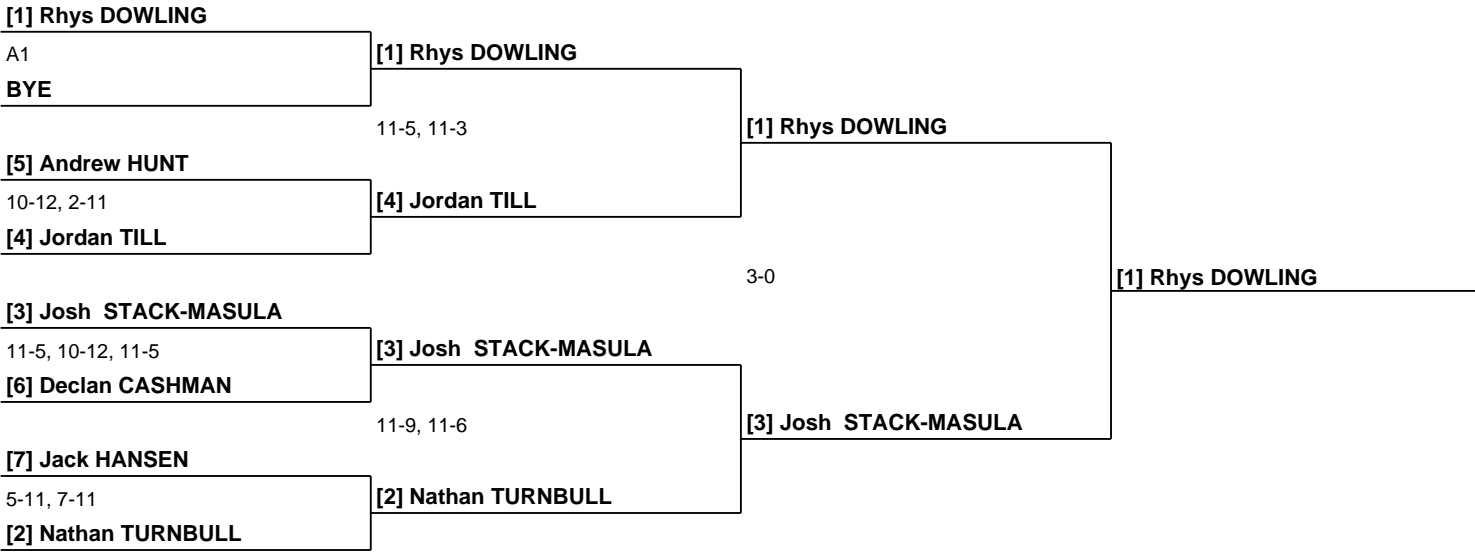 [1] Rhys DOWLING
A1
BYE
[1] Rhys DOWLING
11-5, 11-3
[1] Rhys DOWLING
[5] Andrew HUNT
10-12, 2-11
[4] Jordan TILL
[4] Jordan TILL
3-0
[1] Rhys DOWLING
[3] Josh  STACK-MASULA
11-5, 10-12, 11-5
[6] Declan CASHMAN
[3] Josh  STACK-MASULA
11-9, 11-6
[3] Josh  STACK-MASULA
[7] Jack HANSEN
5-11, 7-11
[2] Nathan TURNBULL
[2] Nathan TURNBULL